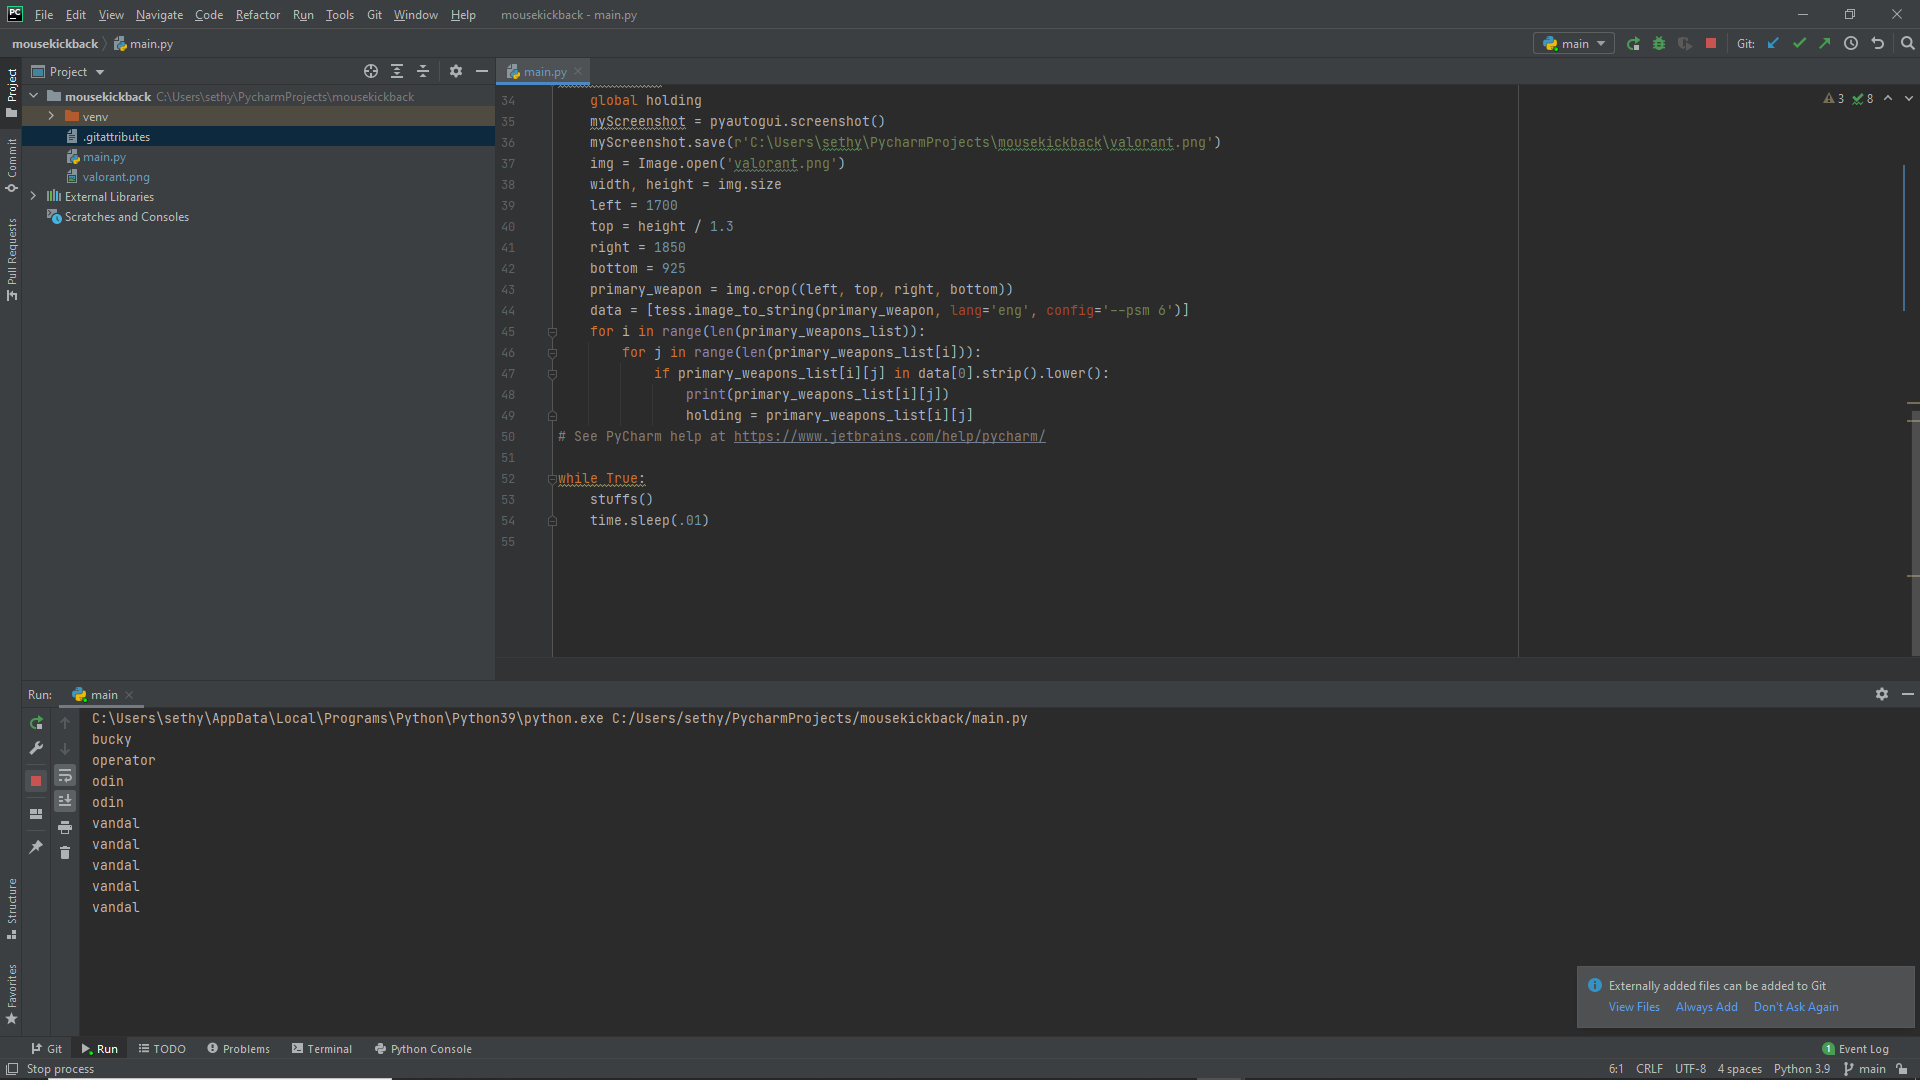 PC File Edit View Navigate Code Refactor Run Tools Git Window Help mousekickback - main.py
mousekickback main.py main Git:
Project main.py
Project
mousekickback C:\Users\sethy\PycharmProjects\mousekickback
venv
.gitattributes
main.py
valorant.png
External Libraries
Scratches and Consoles
Commit
Pull Requests
3 8
34 global holding
35 myScreenshot = pyautogui.screenshot()
36 myScreenshot.save(r'C:\Users\sethy\PycharmProjects\mousekickback\valorant.png')
37 img = Image.open('valorant.png')
38 width, height = img.size
39 left = 1700
40 top = height / 1.3
41 right = 1850
42 bottom = 925
43 primary_weapon = img.crop((left, top, right, bottom))
44 data = [tess.image_to_string(primary_weapon, lang='eng', config='--psm 6')]
45 for i in range(len(primary_weapons_list)):
46 for j in range(len(primary_weapons_list[i])):
47 if primary_weapons_list[i][j] in data[0].strip().lower():
48 print(primary_weapons_list[i][j])
49 holding = primary_weapons_list[i][j]
50 # See PyCharm help at https://www.jetbrains.com/help/pycharm/
51
52 while True:
53 stuffs()
54 time.sleep(.01)
55
Run: main
C:\Users\sethy\AppData\Local\Programs\Python\Python39\python.exe C:/Users/sethy/PycharmProjects/mousekickback/main.py
bucky
operator
odin
odin
vandal
vandal
vandal
vandal
vandal
Structure
Favorites
Externally added files can be added to Git
View Files Always Add Don't Ask Again
Git Run TODO Problems Terminal Python Console 1 Event Log
Stop process 6:1 CRLF UTF-8 4 spaces Python 3.9 main